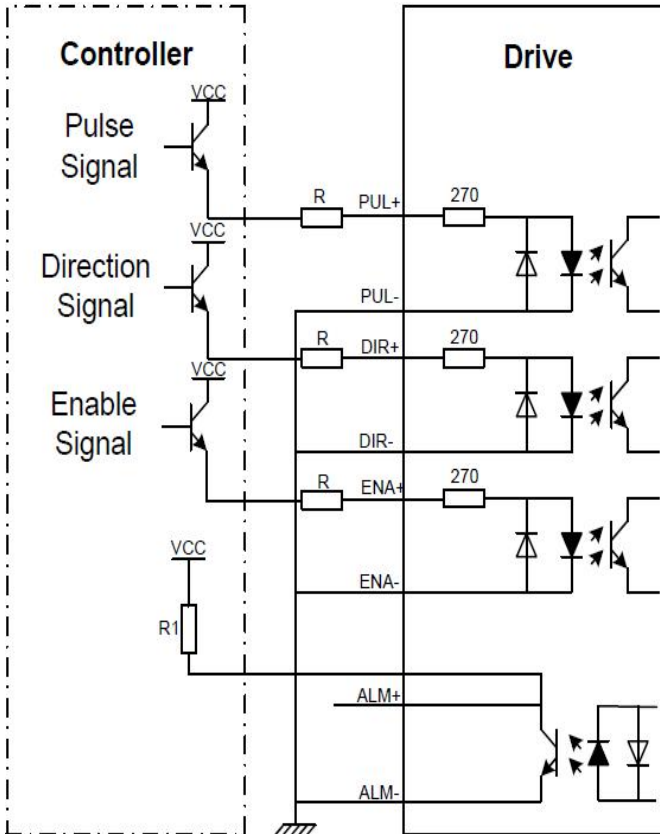 Controller
Drive
VCC
Pulse
Signal
R
PUL+
270
VCC
Direction
Signal
PUL-
R
DIR+
270
VCC
Enable
Signal
DIR-
R
ENA+
270
VCC
ENA-
R1
ALM+
ALM-